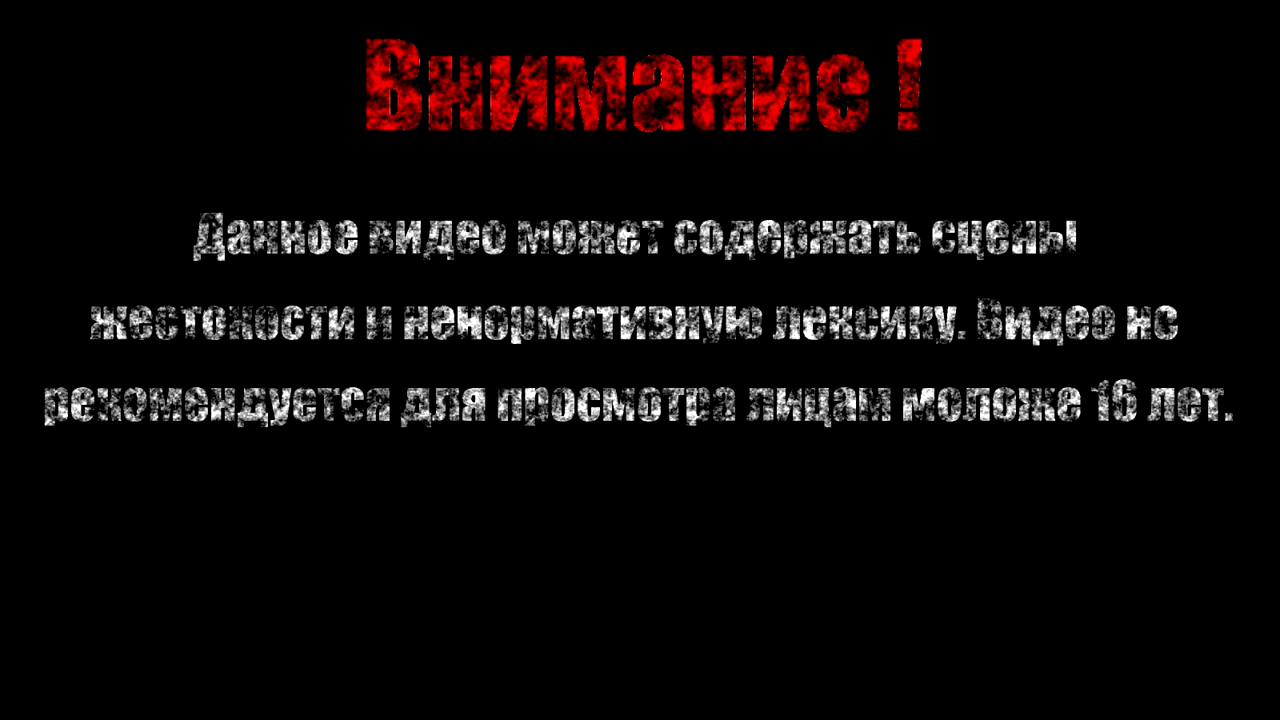 Внимание !
Данное видео может содержать сцены
жестокости и ненормативную лексику. Видео не
рекомендуется для просмотра лицам моложе 16 лет.